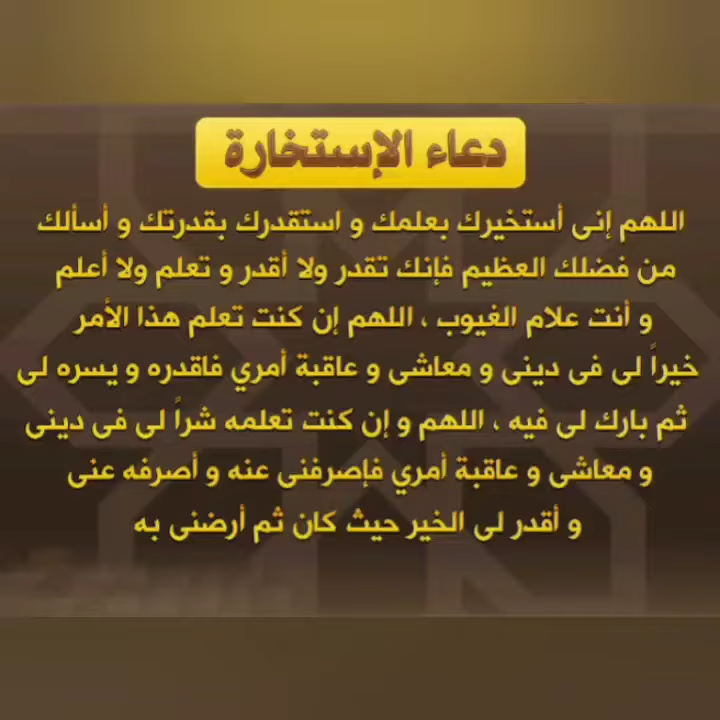 دعاء الإستخارة
اللهم إنى أستخيرك بعلمك و استقدرك بقدرتك و أسألك
من فضلك العظيم فإنك تقدر ولا أقدر و تعلم ولا أعلم
و أنت علام الغيوب ، اللهم إن كنت تعلم هذا الأمر
خيراً لى فى دينى و معاشى و عاقبة أمري فاقدره و يسره لى
ثم بارك لى فيه ، اللهم و إن كنت تعلمه شراً لى فى دينى
و معاشى و عاقبة أمري فإصرفنى عنه و أصرفه عنى
و أقدر لى الخير حيث كان ثم أرضنى به